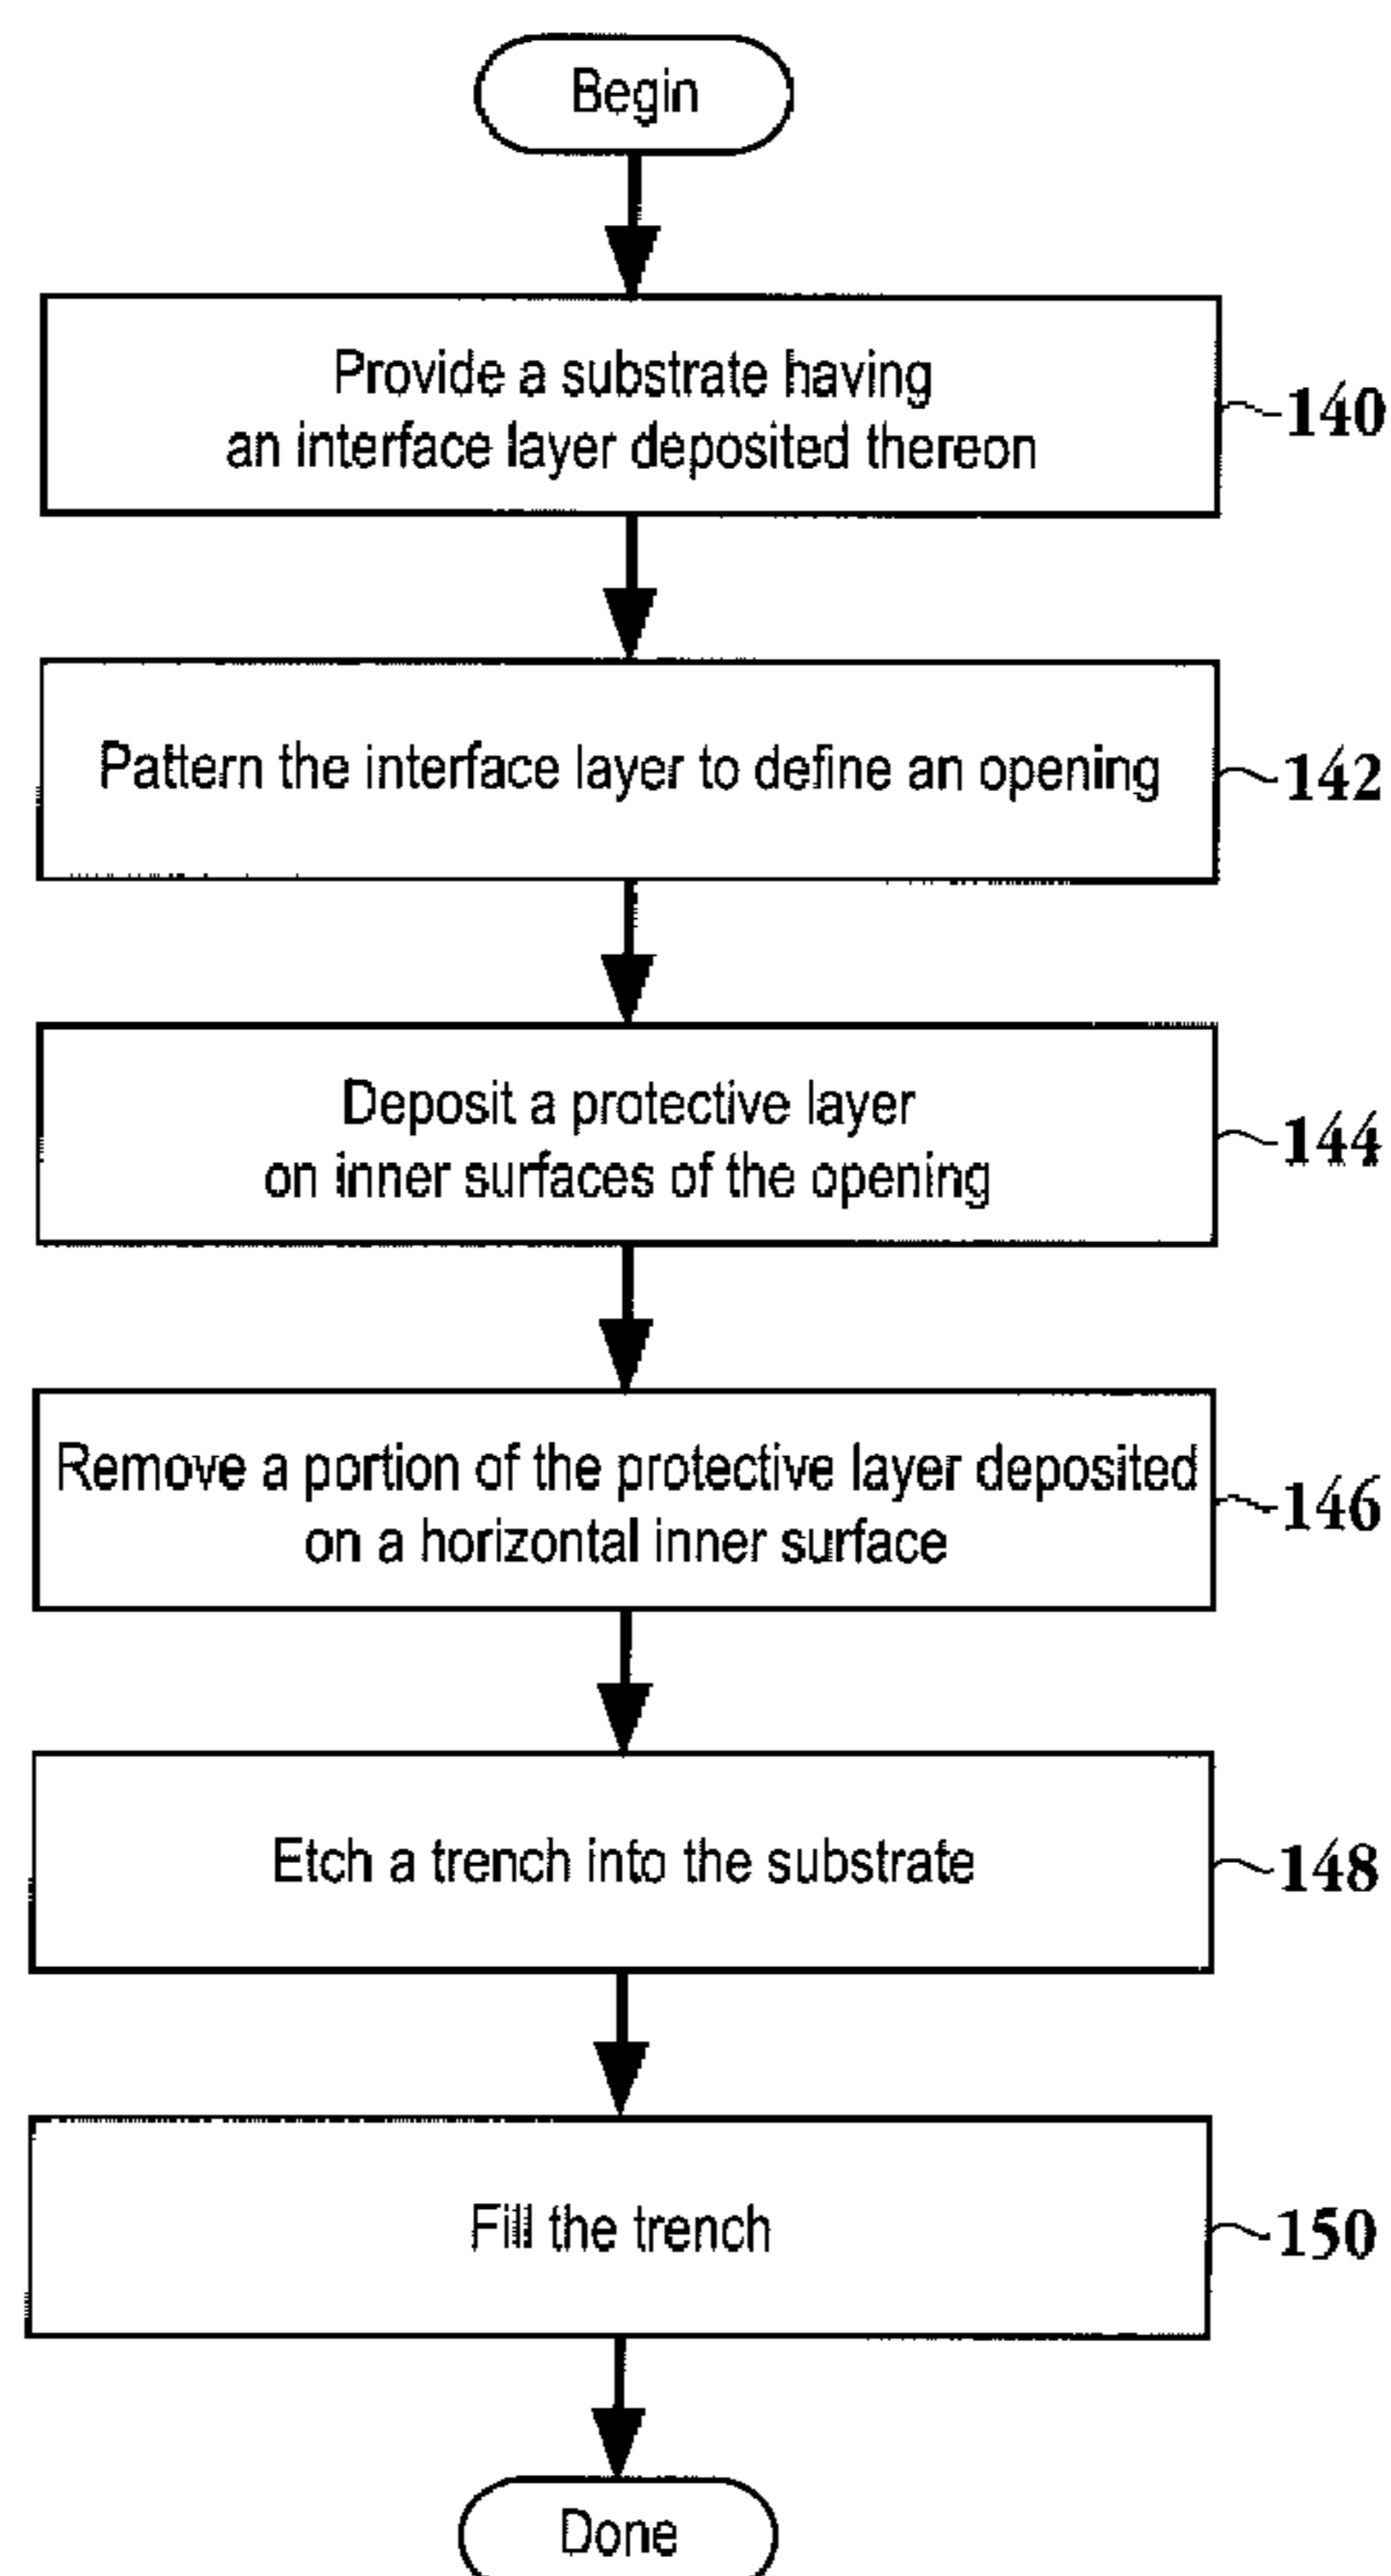 Begin
Provide a substrate having
an interface layer deposited thereon
140
Pattern the interface layer to define an opening
142
Deposit a protective layer
on inner surfaces of the opening
144
Remove a portion of the protective layer deposited
on a horizontal inner surface
146
Etch a trench into the substrate
148
Fill the trench
150
Done